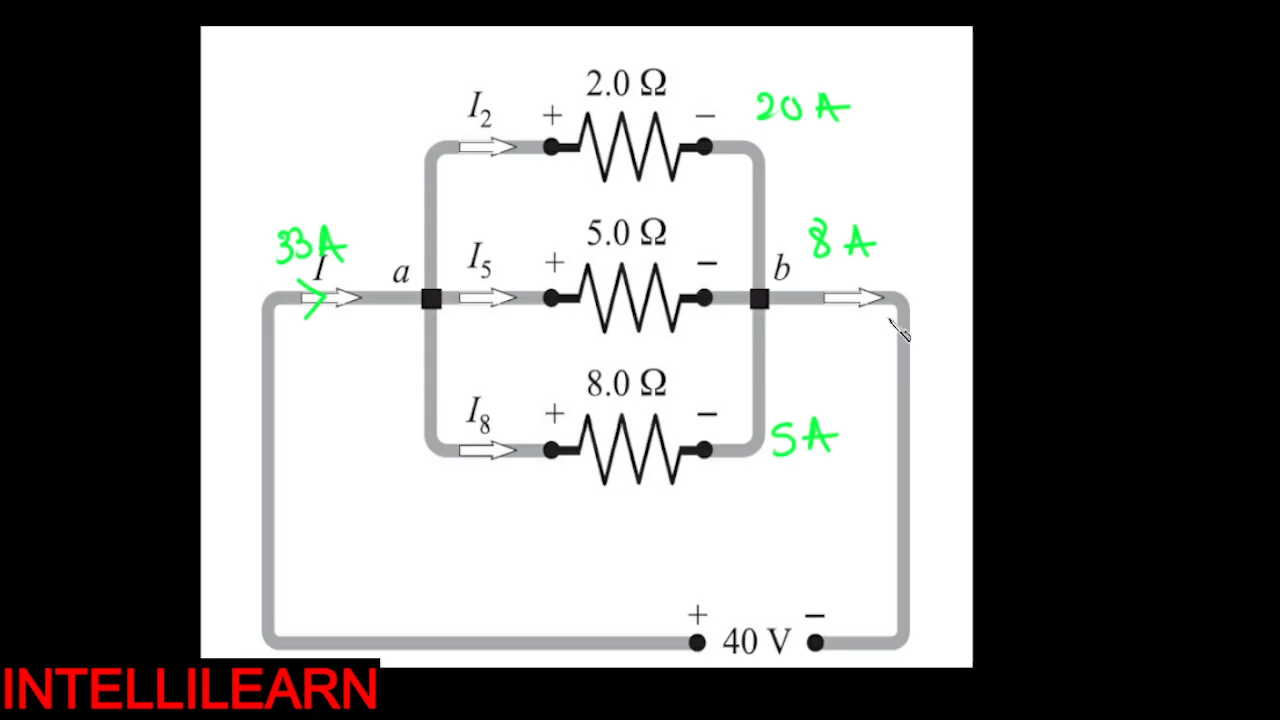 2.0 Ω
I₂
+
−
20 A
5.0 Ω
33A
I
a
I₅
+
−
b
8 A
8.0 Ω
I₈
+
−
5A
+
40 V
−
INTELLILEARN